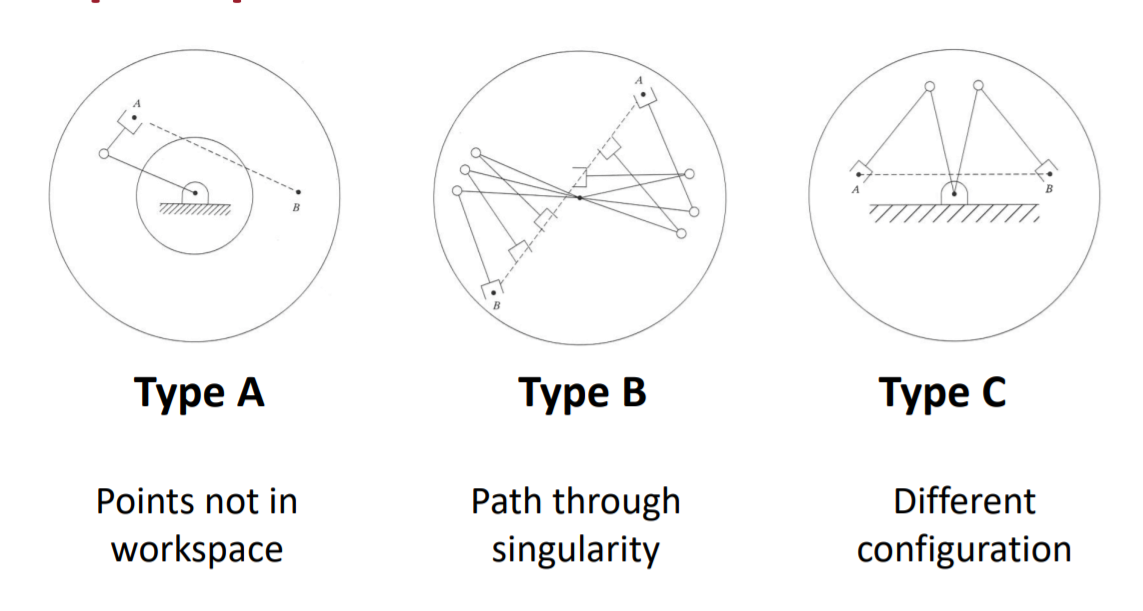 A
B
A
B
A
B
Type A
Type B
Type C
Points not in
workspace
Path through
singularity
Different
configuration